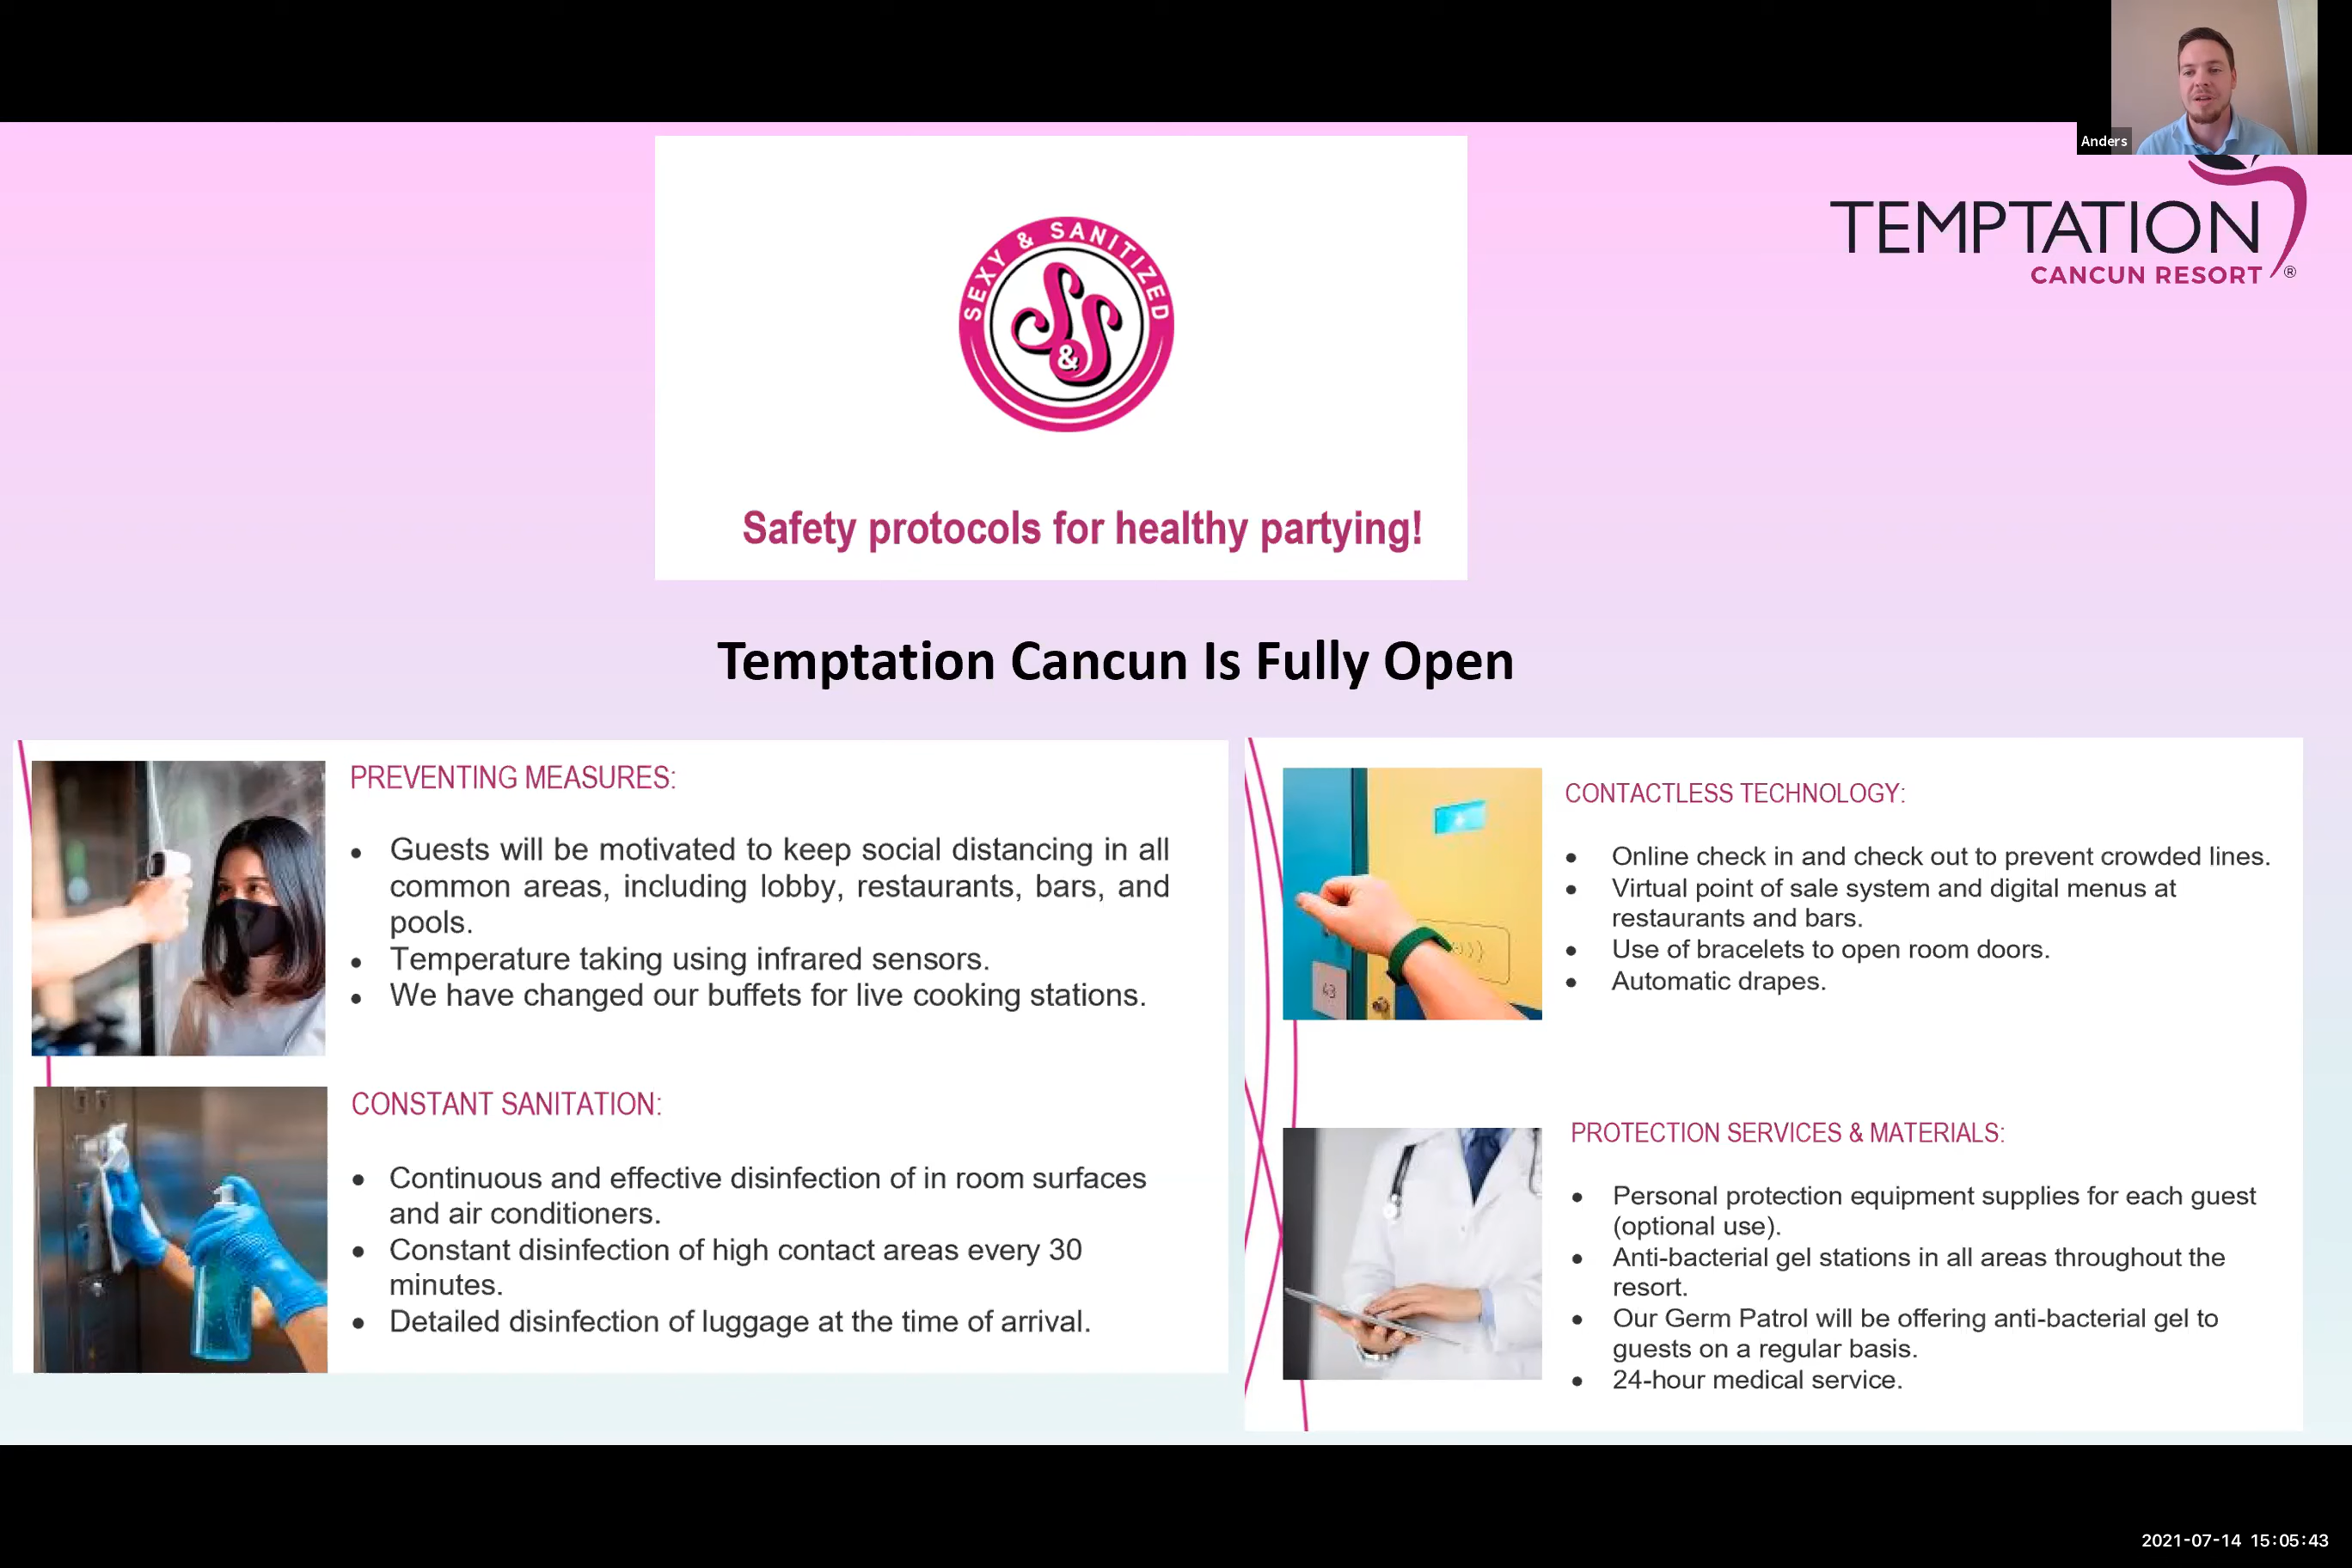 Anders
SEXY & SANITIZED
S&S
TEMPTATION
CANCUN RESORT®
Safety protocols for healthy partying!
Temptation Cancun Is Fully Open
PREVENTING MEASURES:
• Guests will be motivated to keep social distancing in all
common areas, including lobby, restaurants, bars, and
pools.
• Temperature taking using infrared sensors.
• We have changed our buffets for live cooking stations.
CONSTANT SANITATION:
• Continuous and effective disinfection of in room surfaces
and air conditioners.
• Constant disinfection of high contact areas every 30
minutes.
• Detailed disinfection of luggage at the time of arrival.
43
CONTACTLESS TECHNOLOGY:
• Online check in and check out to prevent crowded lines.
• Virtual point of sale system and digital menus at
restaurants and bars.
• Use of bracelets to open room doors.
• Automatic drapes.
PROTECTION SERVICES & MATERIALS:
• Personal protection equipment supplies for each guest
(optional use).
• Anti-bacterial gel stations in all areas throughout the
resort.
• Our Germ Patrol will be offering anti-bacterial gel to
guests on a regular basis.
• 24-hour medical service.
2021-07-14 15:05:43